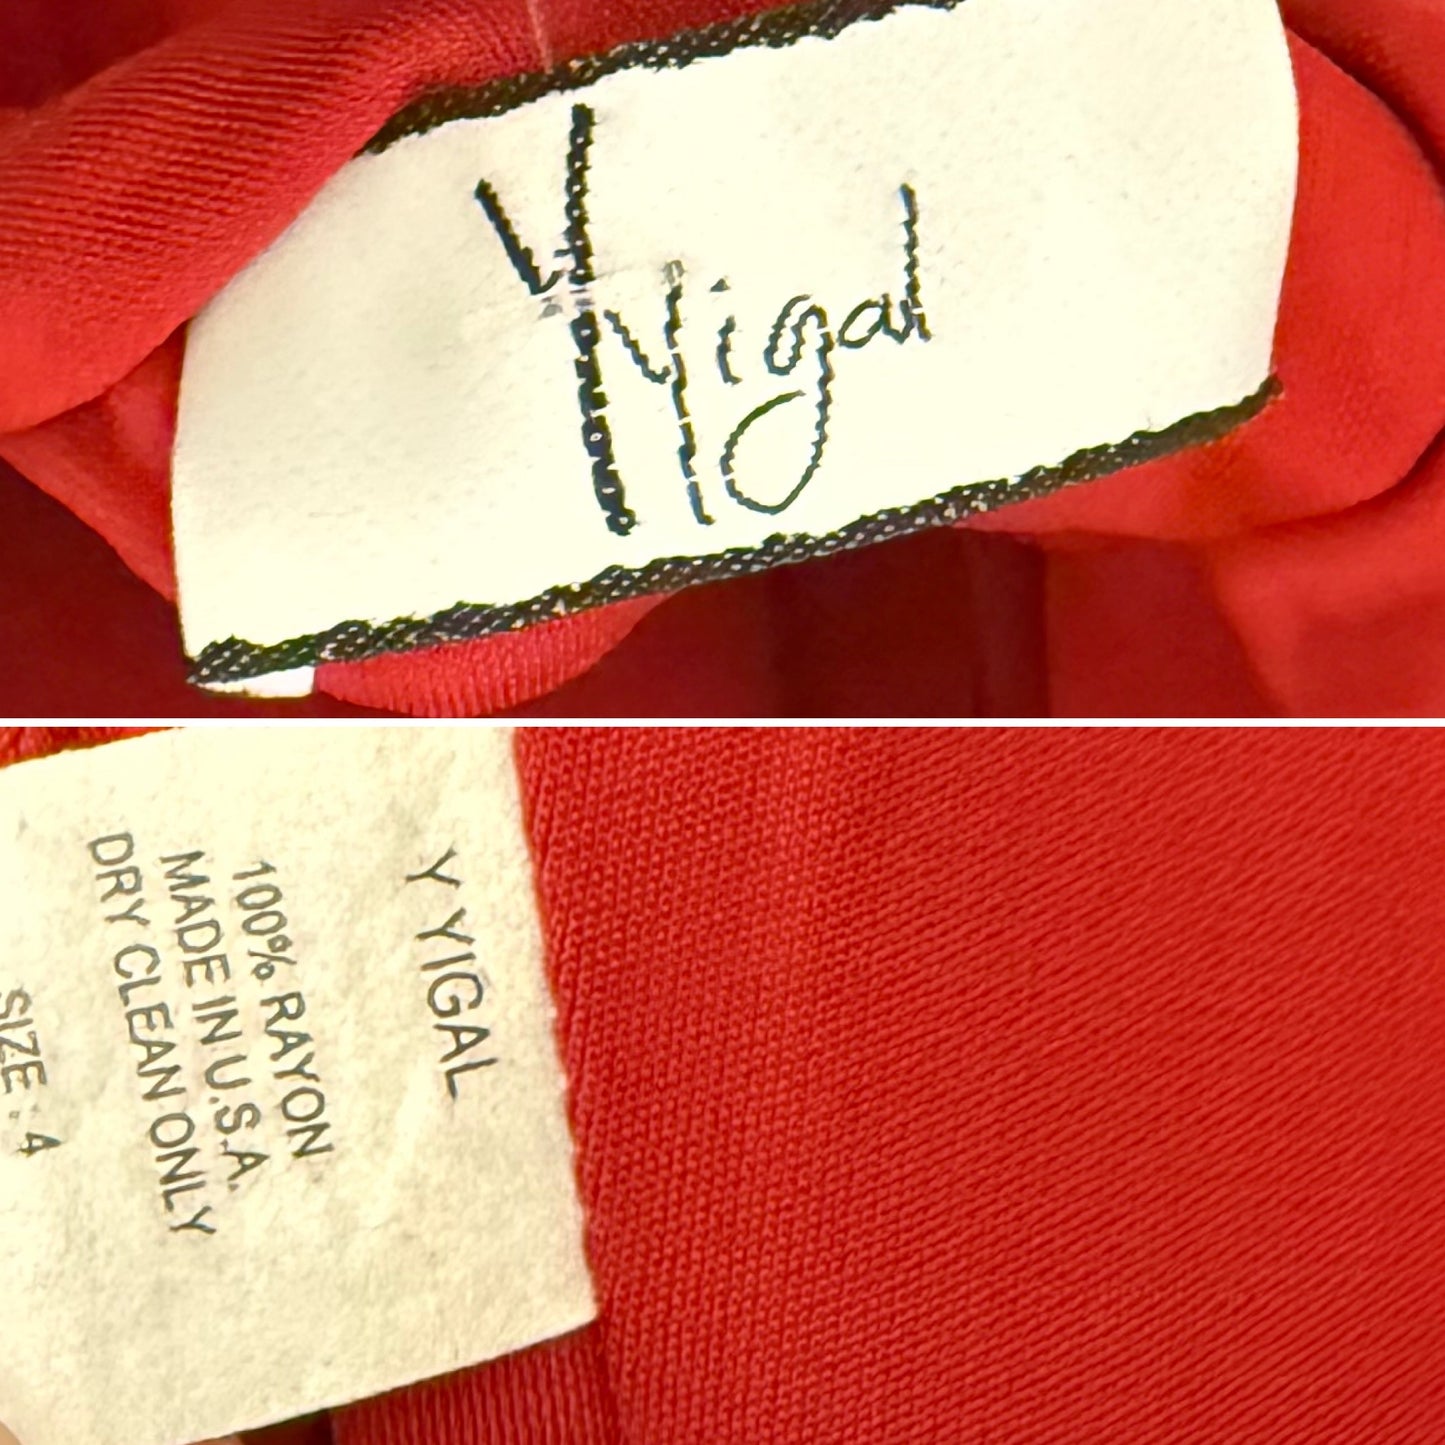 Y Yigal
Y YIGAL
100% RAYON
MADE IN U.S.A.
DRY CLEAN ONLY
SIZE : 4